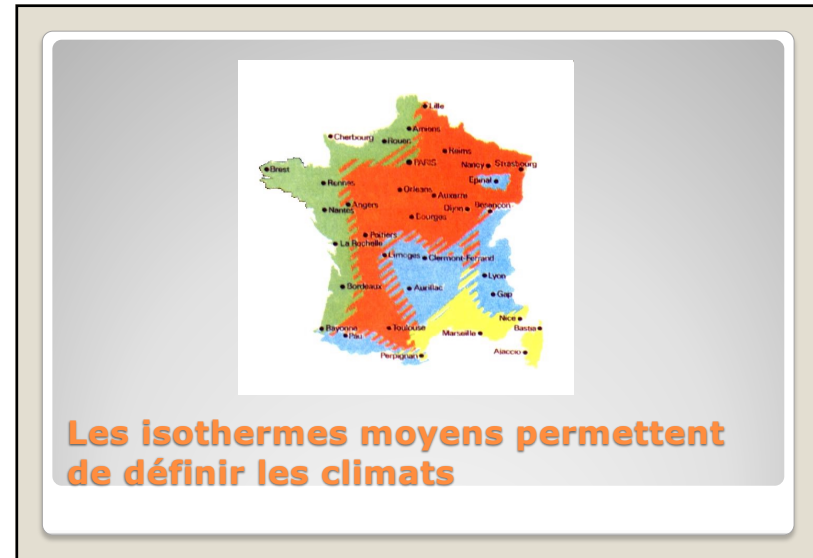 Lille
Amiens
Cherbourg
Rouen
Reims
PARIS
Nancy
Strasbourg
Brest
Epinal
Rennes
Orleans
Auxerre
Angers
Dijon
Besançon
Nantes
Bourges
Poitiers
La Rochelle
Limoges
Clermont-Ferrand
Lyon
Bordeaux
Aurillac
Gap
Nice
Bayonne
Toulouse
Marseille
Bastia
Pau
Perpignan
Ajaccio
Les isothermes moyens permettent
de définir les climats